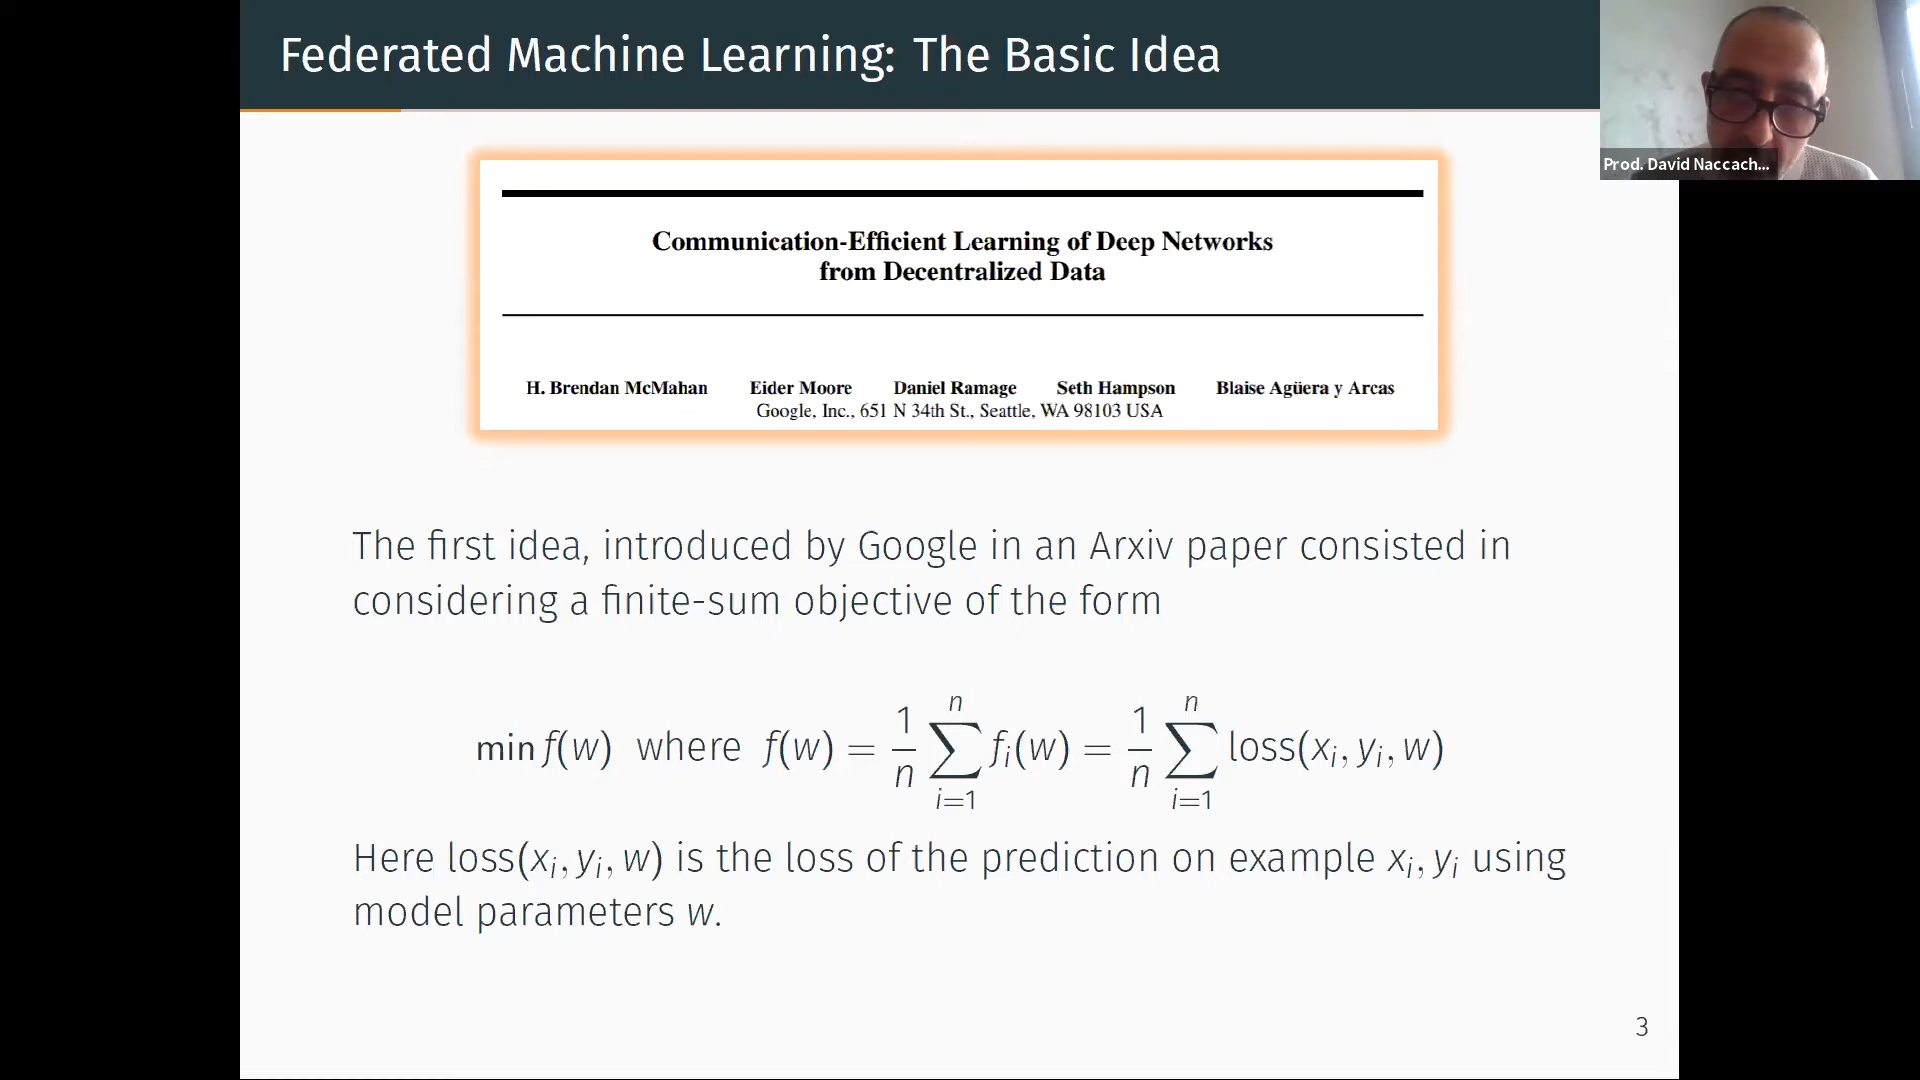 Federated Machine Learning: The Basic Idea
Prod. David Naccach...
Communication-Efficient Learning of Deep Networks
from Decentralized Data
H. Brendan McMahan Eider Moore Daniel Ramage Seth Hampson Blaise Agüera y Arcas
Google, Inc., 651 N 34th St., Seattle, WA 98103 USA
The first idea, introduced by Google in an Arxiv paper consisted in
considering a finite-sum objective of the form
min f(w) where f(w) = \frac{1}{n} \sum_{i=1}^{n} f_i(w) = \frac{1}{n} \sum_{i=1}^{n} loss(x_i, y_i, w)
Here loss(x_i, y_i, w) is the loss of the prediction on example x_i, y_i using
model parameters w.
3